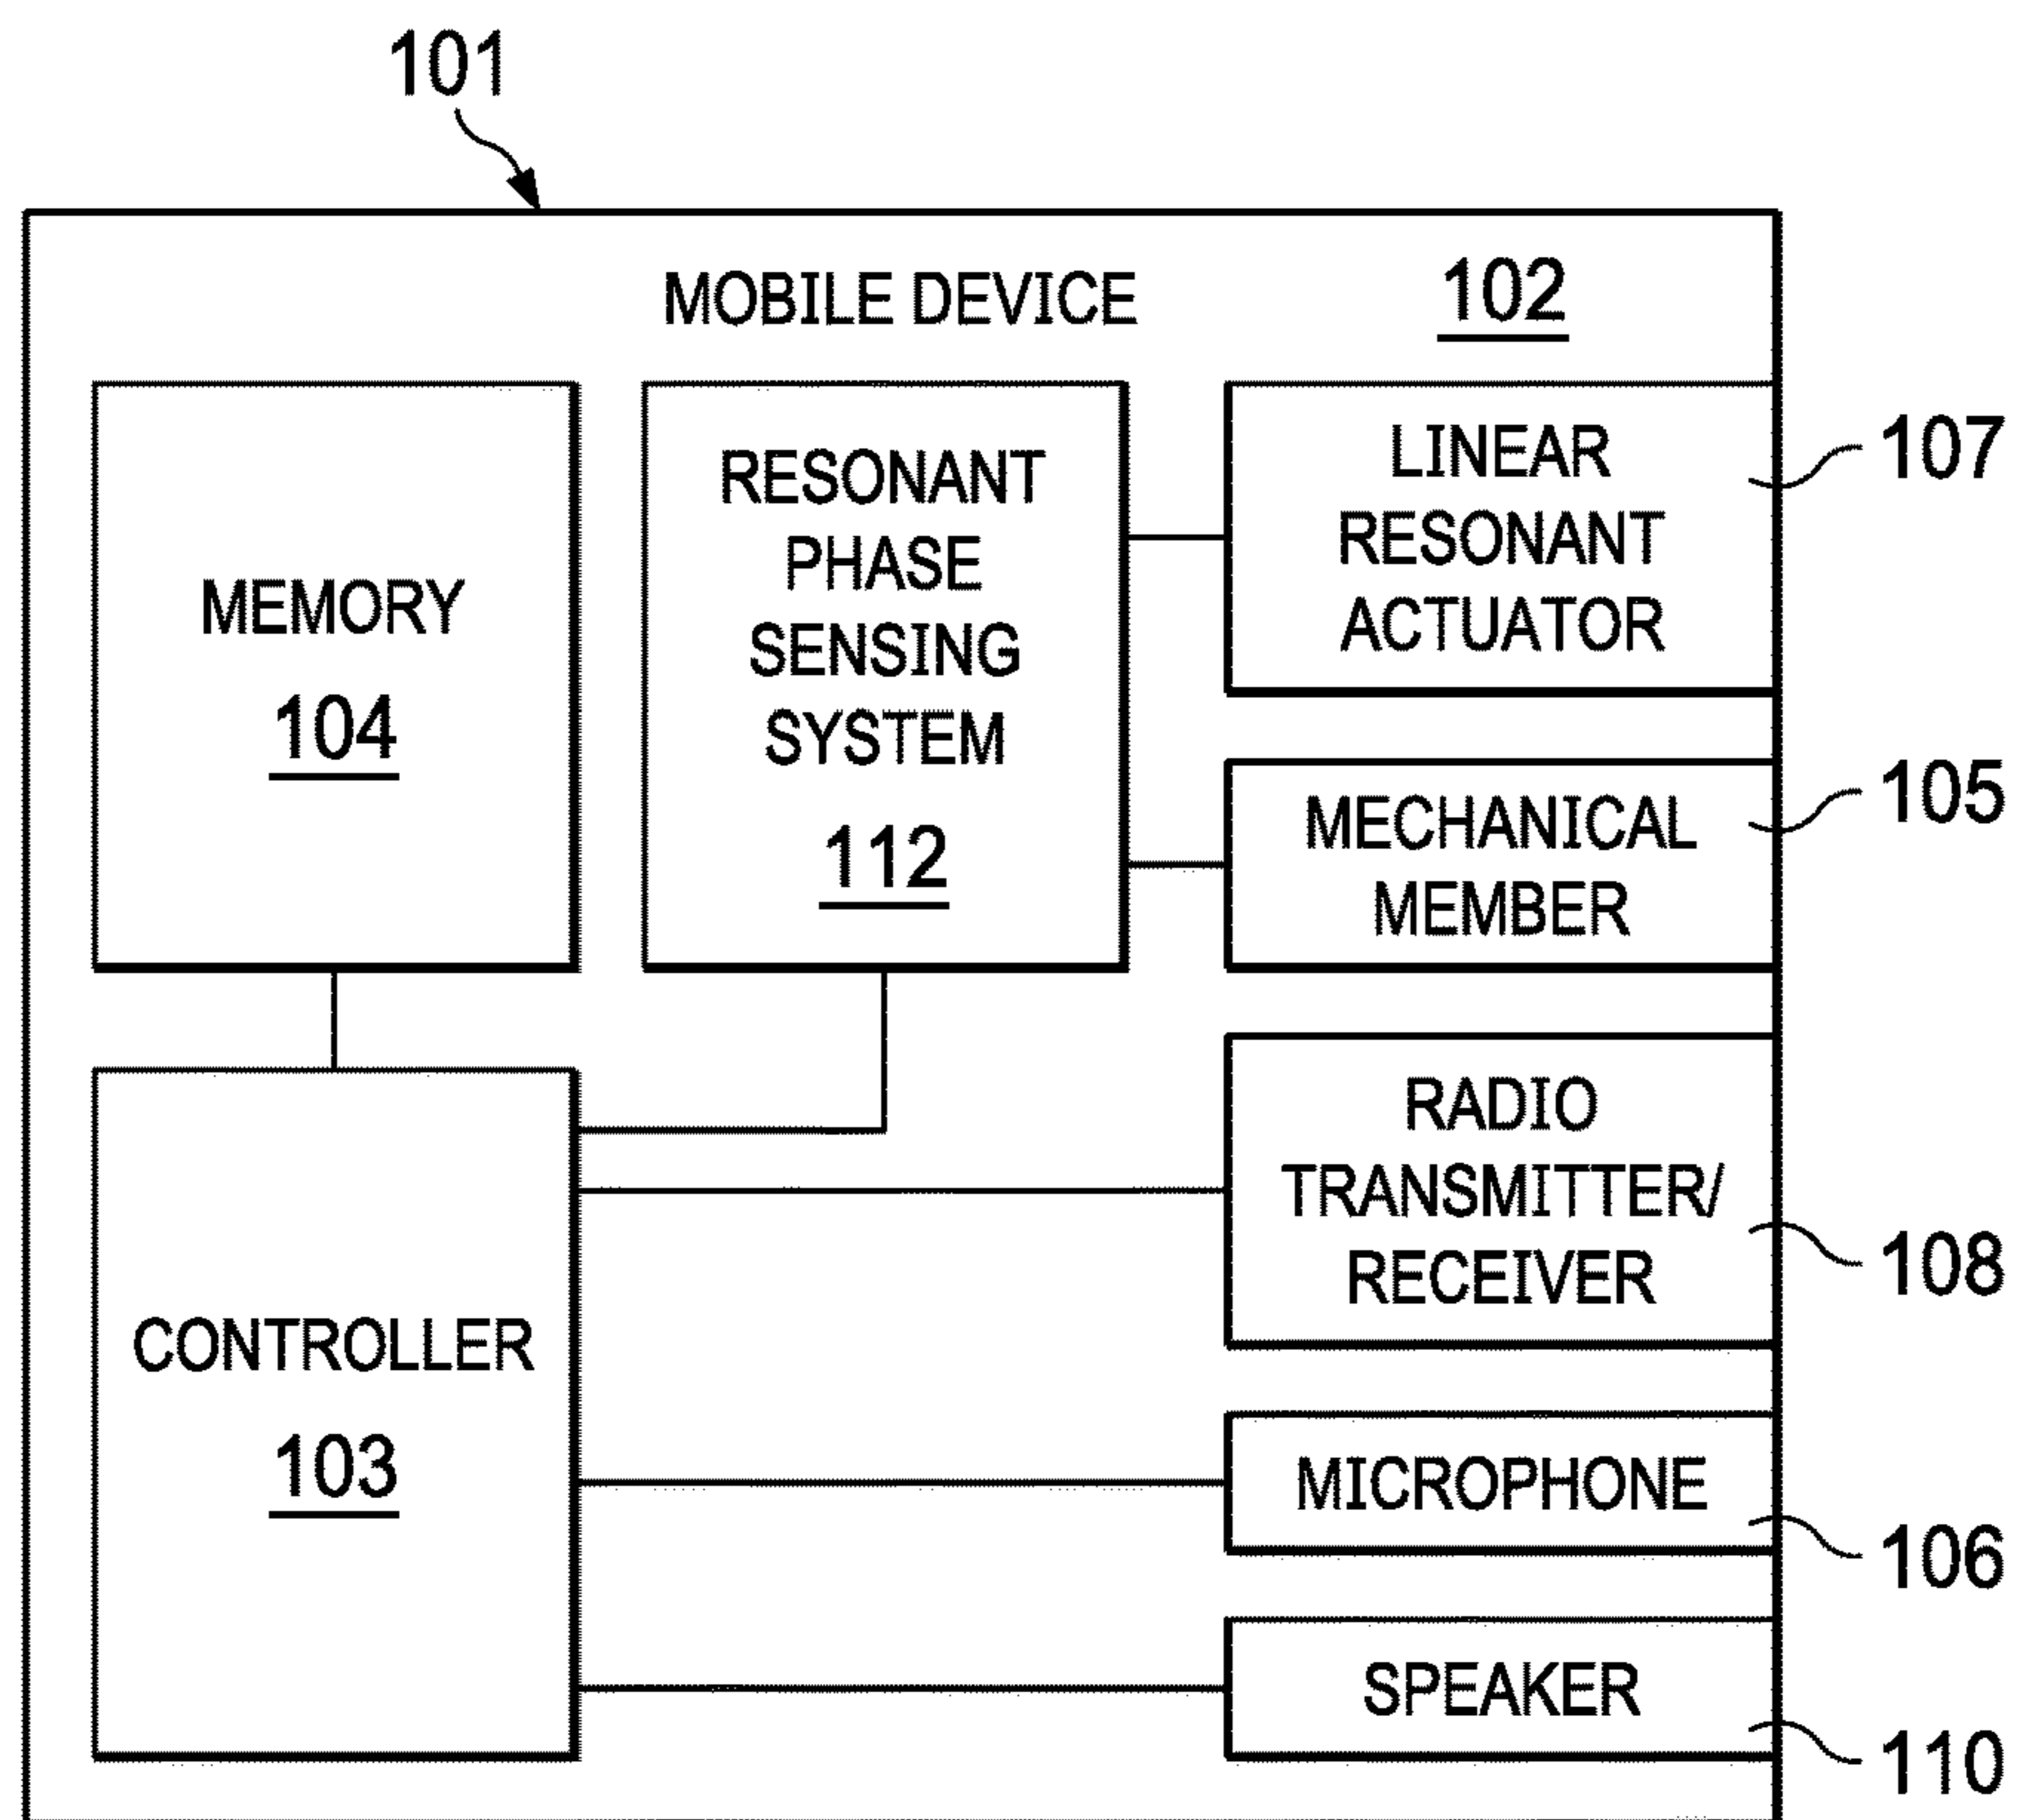 101
MOBILE DEVICE
102
MEMORY
104
RESONANT
PHASE
SENSING
SYSTEM
112
LINEAR
RESONANT
ACTUATOR
107
MECHANICAL
MEMBER
105
CONTROLLER
103
RADIO
TRANSMITTER/
RECEIVER
108
MICROPHONE
106
SPEAKER
110